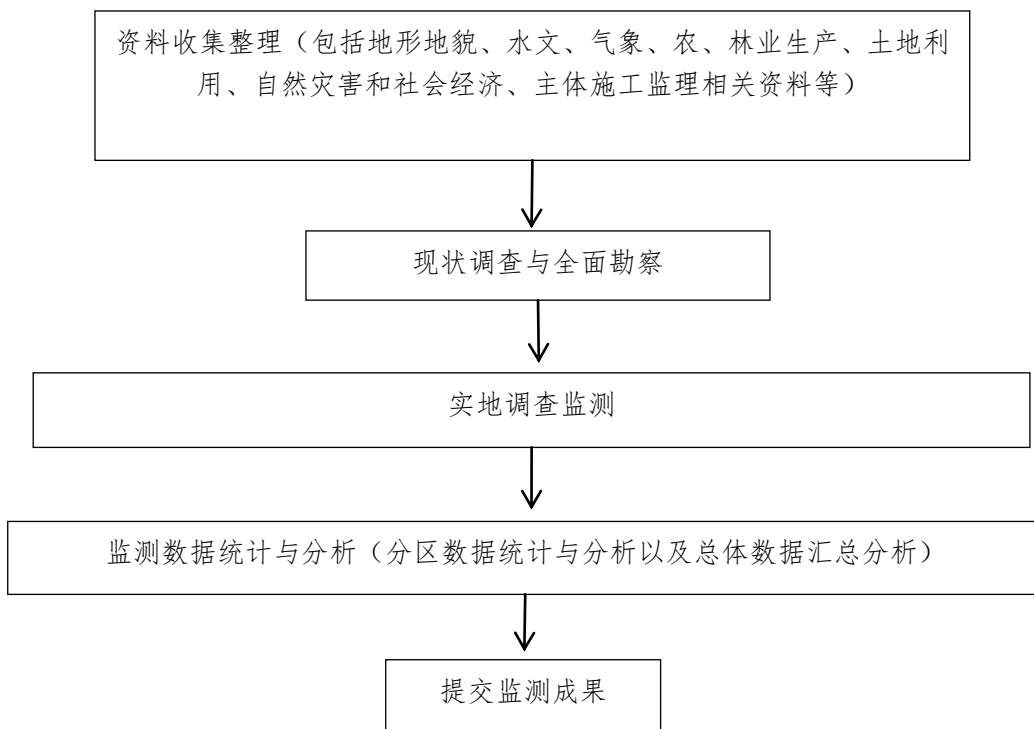 资料收集整理（包括地形地貌、水文、气象、农、林业生产、土地利
用、自然灾害和社会经济、主体施工监理相关资料等）
现状调查与全面勘察
实地调查监测
监测数据统计与分析（分区数据统计与分析以及总体数据汇总分析）
提交监测成果